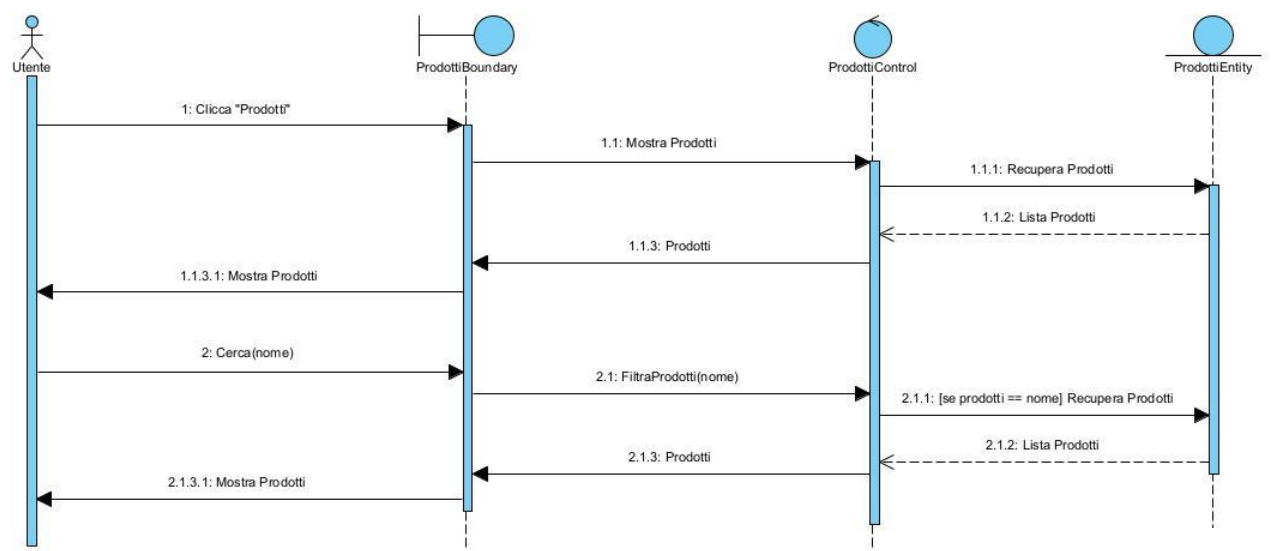 Utente
ProdottiBoundary
ProdottiControl
ProdottiEntity
1: Clicca "Prodotti"
1.1: Mostra Prodotti
1.1.1: Recupera Prodotti
1.1.2: Lista Prodotti
1.1.3: Prodotti
1.1.3.1: Mostra Prodotti
2: Cerca(nome)
2.1: FiltraProdotti(nome)
2.1.1: [se prodotti == nome] Recupera Prodotti
2.1.2: Lista Prodotti
2.1.3: Prodotti
2.1.3.1: Mostra Prodotti